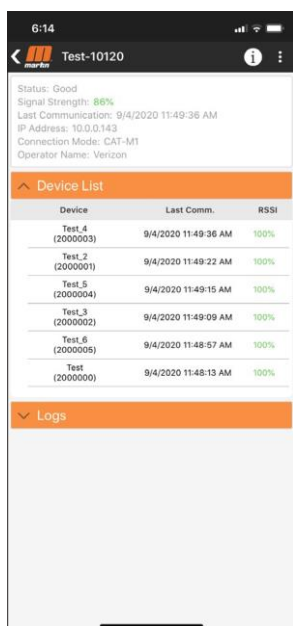 6:14
martin
Test-10120
Status: Good
Signal Strength: 86%
Last Communication: 9/4/2020 11:49:36 AM
IP Address: 10.0.0.143
Connection Mode: CAT-M1
Operator Name: Verizon
Device List
Device Last Comm. RSSI
Test_4
(2000003) 9/4/2020 11:49:36 AM 100%
Test_2
(2000001) 9/4/2020 11:49:22 AM 100%
Test_5
(2000004) 9/4/2020 11:49:15 AM 100%
Test_3
(2000002) 9/4/2020 11:49:09 AM 100%
Test_6
(2000005) 9/4/2020 11:48:57 AM 100%
Test
(2000000) 9/4/2020 11:48:13 AM 100%
Logs